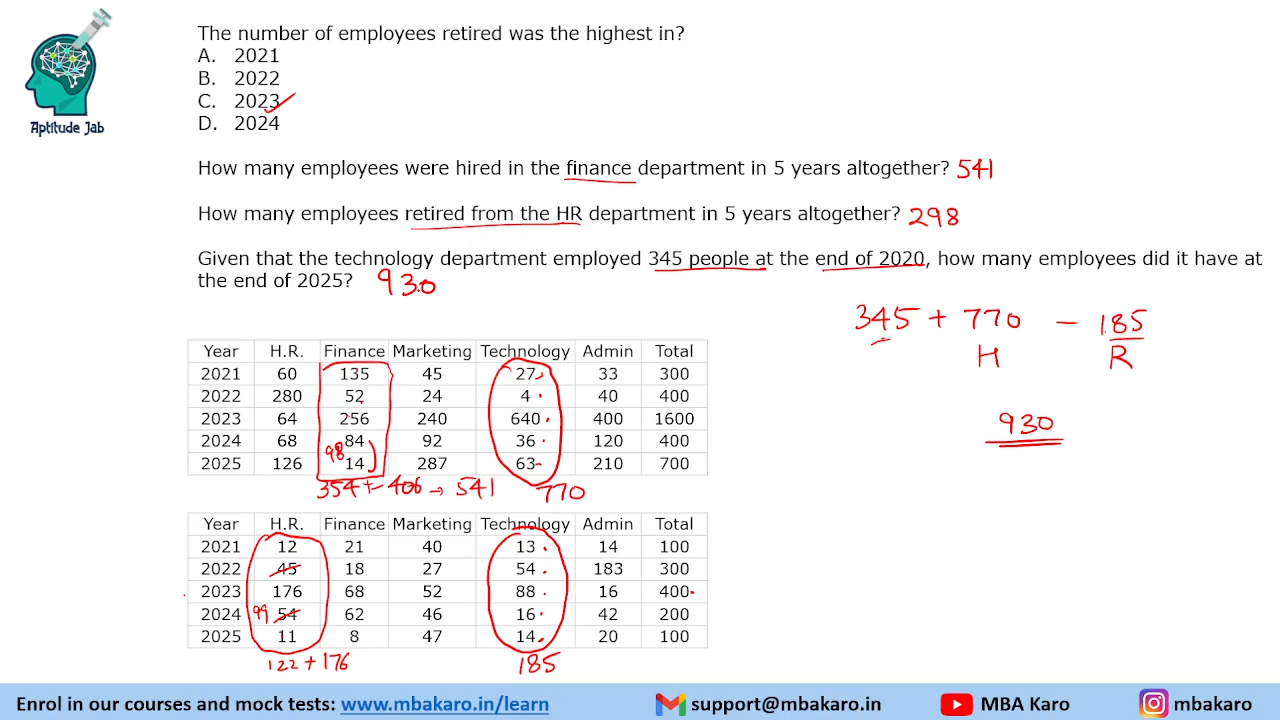 The number of employees retired was the highest in?
A. 2021
B. 2022
C. 2023
D. 2024
Aptitude Jab
How many employees were hired in the finance department in 5 years altogether? 541
How many employees retired from the HR department in 5 years altogether? 298
Given that the technology department employed 345 people at the end of 2020, how many employees did it have at
the end of 2025? 930
345 + 770 - 185
H R
930
Year H.R. Finance Marketing Technology Admin Total
2021 60 135 45 27 33 300
2022 280 52 24 4 40 400
2023 64 256 240 640 400 1600
2024 68 84 92 36 120 400
98
2025 126 14 287 63 210 700
354 + 406 → 541 770
Year H.R. Finance Marketing Technology Admin Total
2021 12 21 40 13 14 100
2022 45 18 27 54 183 300
2023 176 68 52 88 16 400
2024 99 54 62 46 16 42 200
2025 11 8 47 14 20 100
122 + 176 185
Enrol in our courses and mock tests: www.mbakaro.in/learn support@mbakaro.in MBA Karo mbakaro